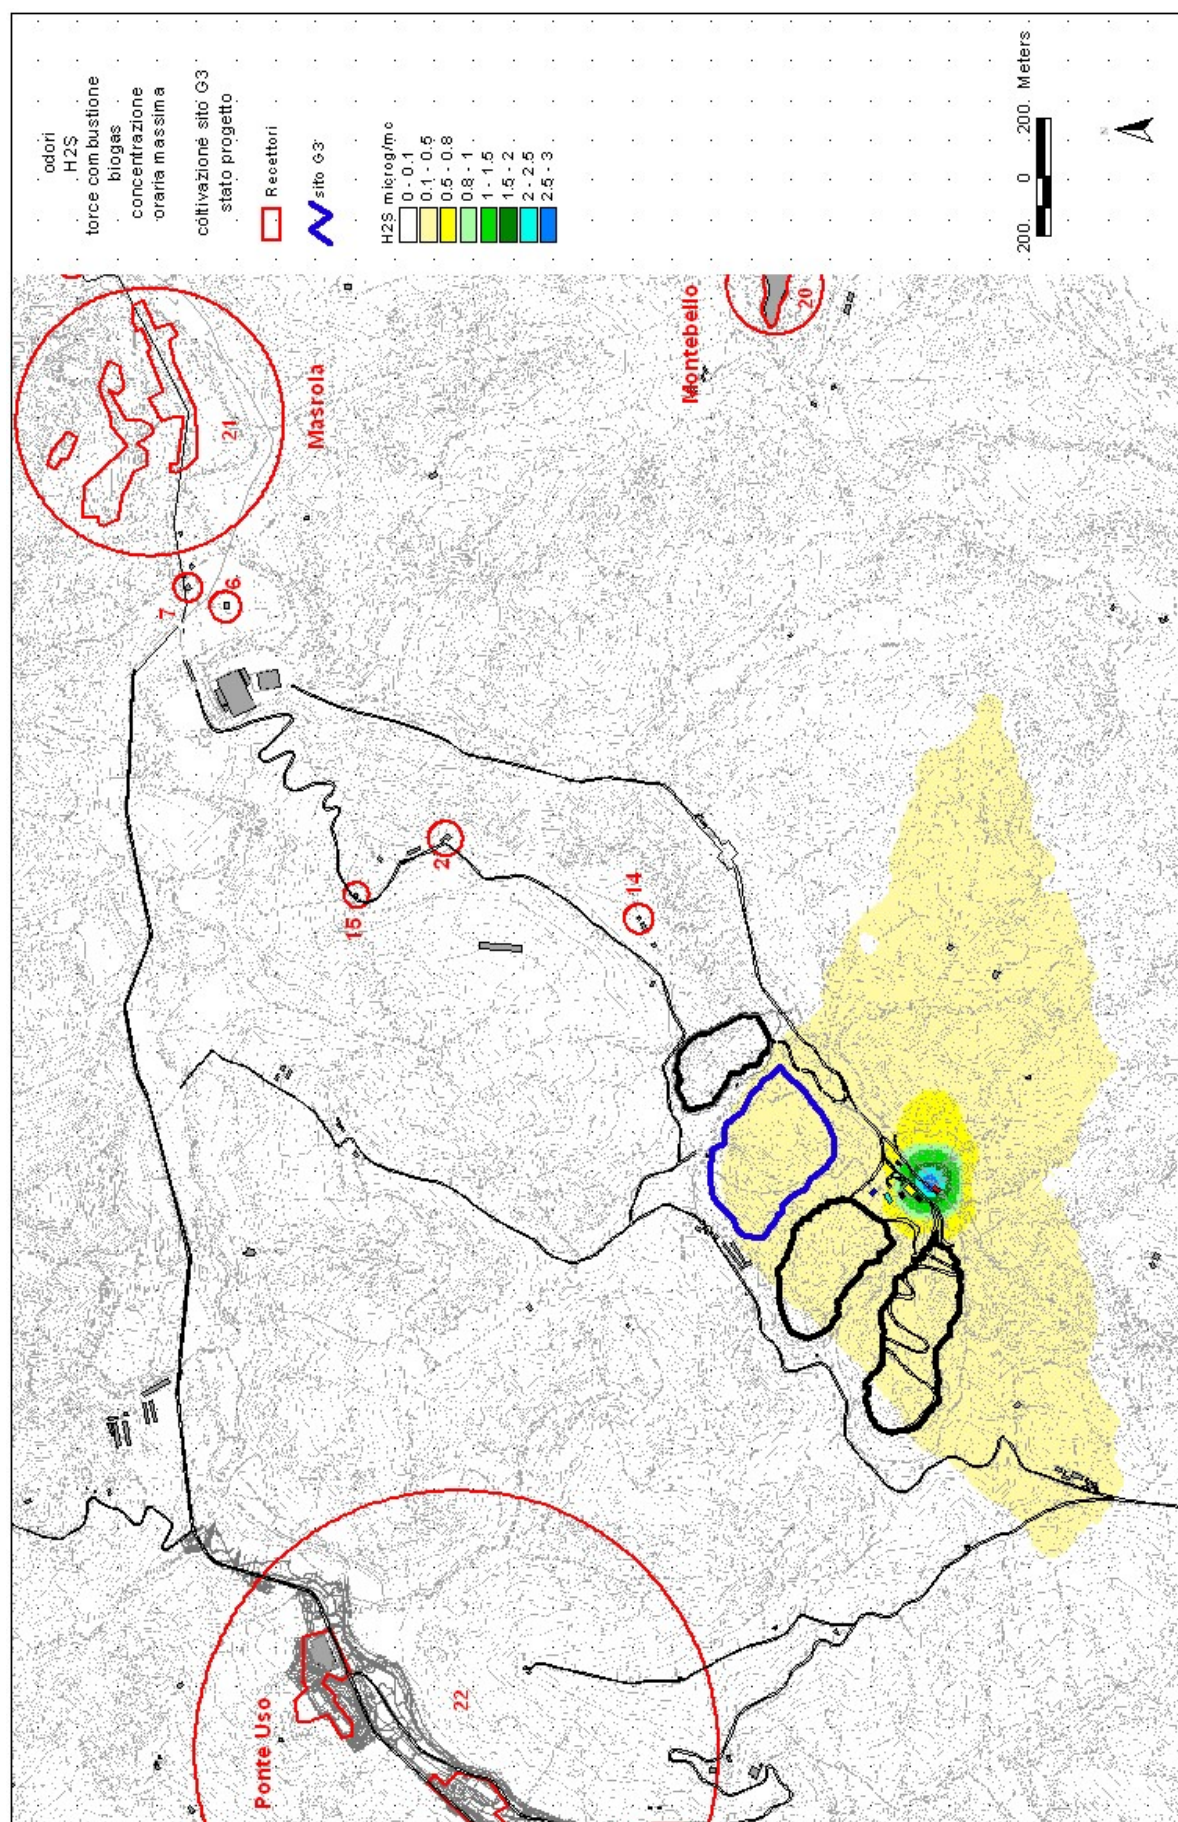 odori
H2S
torce combustione
biogas
concentrazione
oraria massima
coltivazione sito G3
stato progetto
Recettori
sito G3
H2S microg/mc
0 - 0.1
0.1 - 0.5
0.5 - 0.8
0.8 - 1
1 - 1.5
1.5 - 2
2 - 2.5
2.5 - 3
200 0 200 Meters
N
Ponte Uso
22
15
2
14
7
6
21
Masrola
Montebello
20